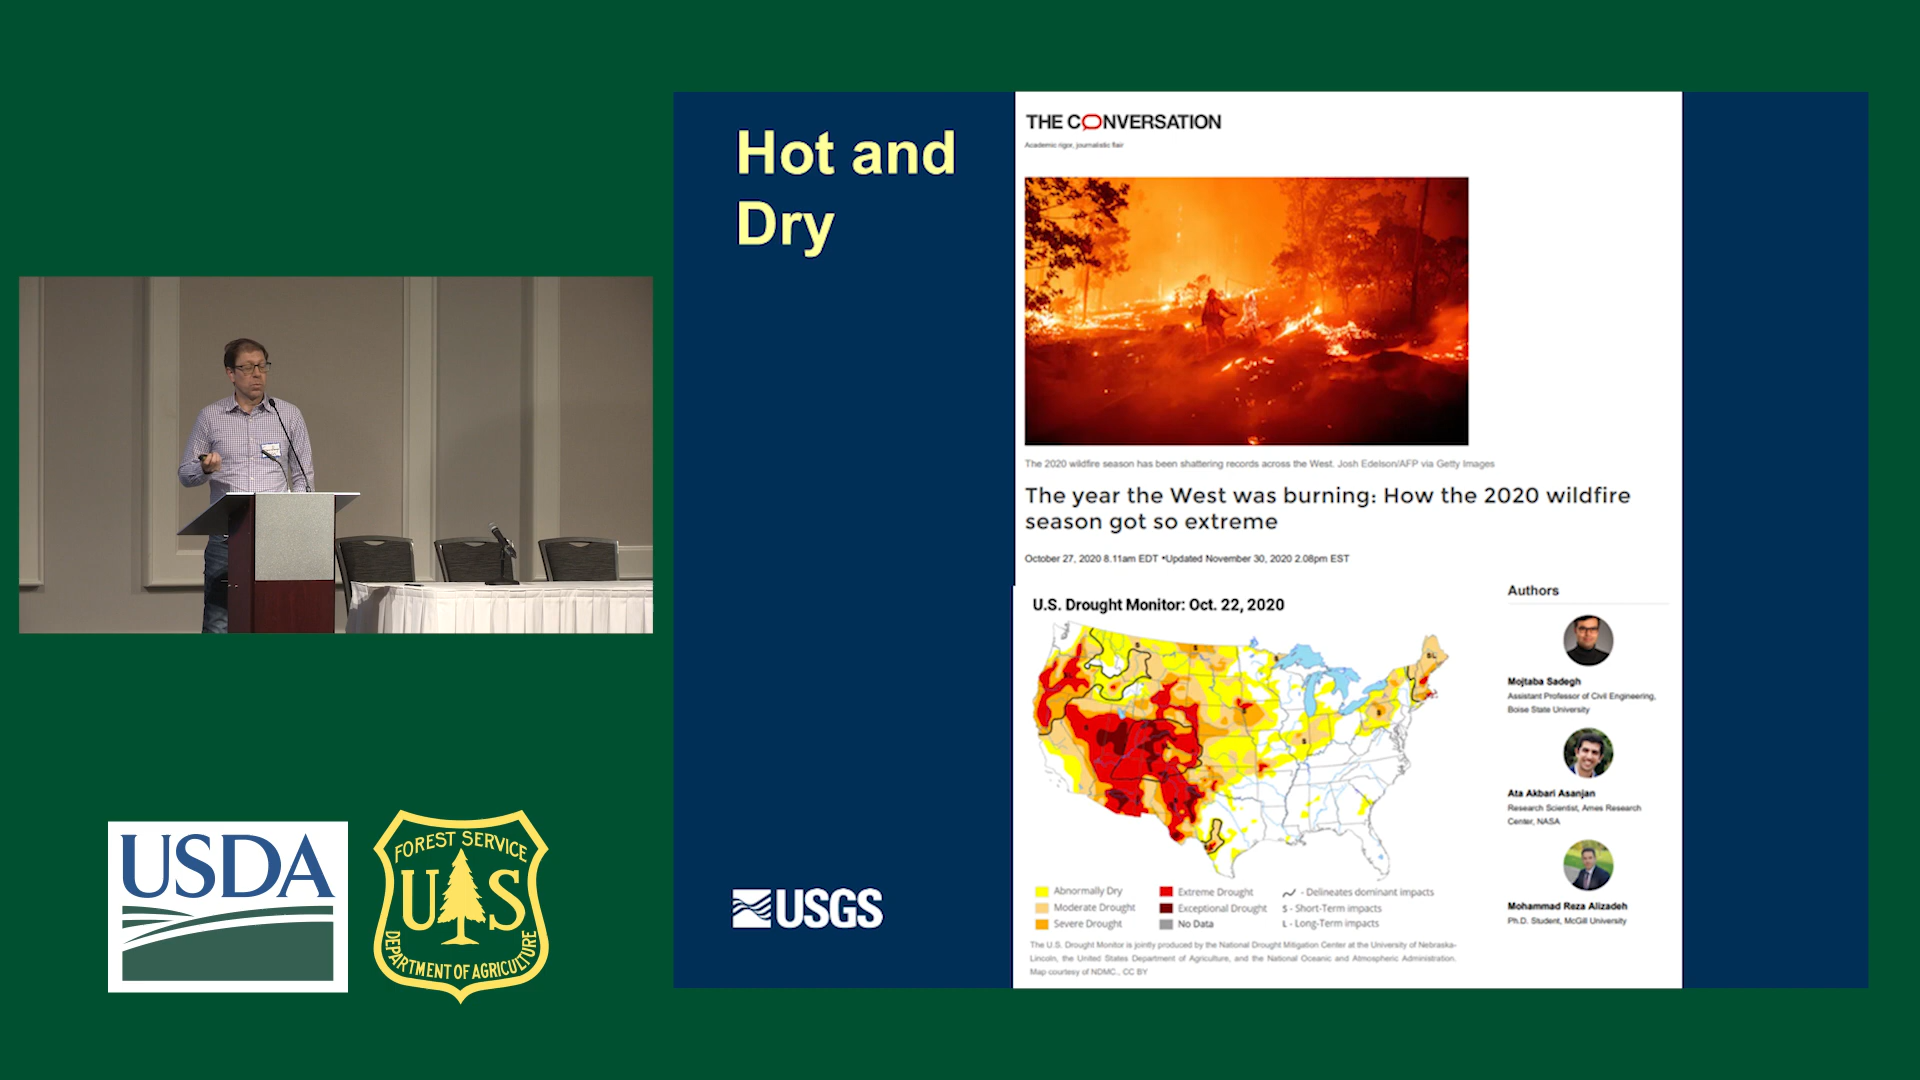 Hot and
Dry
THE CONVERSATION
Academic rigor, journalistic flair
The 2020 wildfire season has been shattering records across the West. Josh Edelson/AFP via Getty Images
The year the West was burning: How the 2020 wildfire
season got so extreme
October 27, 2020 8.11am EDT •Updated November 30, 2020 2.08pm EST
U.S. Drought Monitor: Oct. 22, 2020
S
S
S
SL
S
S
S
Abnormally Dry
Moderate Drought
Severe Drought
Extreme Drought
Exceptional Drought
No Data
- Delineates dominant impacts
S - Short-Term impacts
L - Long-Term impacts
The U.S. Drought Monitor is jointly produced by the National Drought Mitigation Center at the University of Nebraska-
Lincoln, the United States Department of Agriculture, and the National Oceanic and Atmospheric Administration.
Map courtesy of NDMC., CC BY
Authors
Mojtaba Sadegh
Assistant Professor of Civil Engineering,
Boise State University
Ata Akbari Asanjan
Research Scientist, Ames Research
Center, NASA
Mohammad Reza Alizadeh
Ph.D. Student, McGill University
USGS
USDA
FOREST SERVICE
U S
DEPARTMENT OF AGRICULTURE